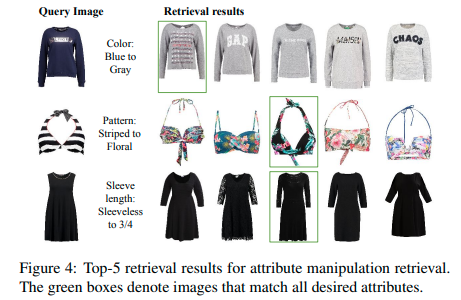 Query Image
Retrieval results
Color:
Blue to
Gray
GAP
CHAOS
Pattern:
Striped to
Floral
Sleeve
length:
Sleeveless
to 3/4
Figure 4: Top-5 retrieval results for attribute manipulation retrieval.
The green boxes denote images that match all desired attributes.